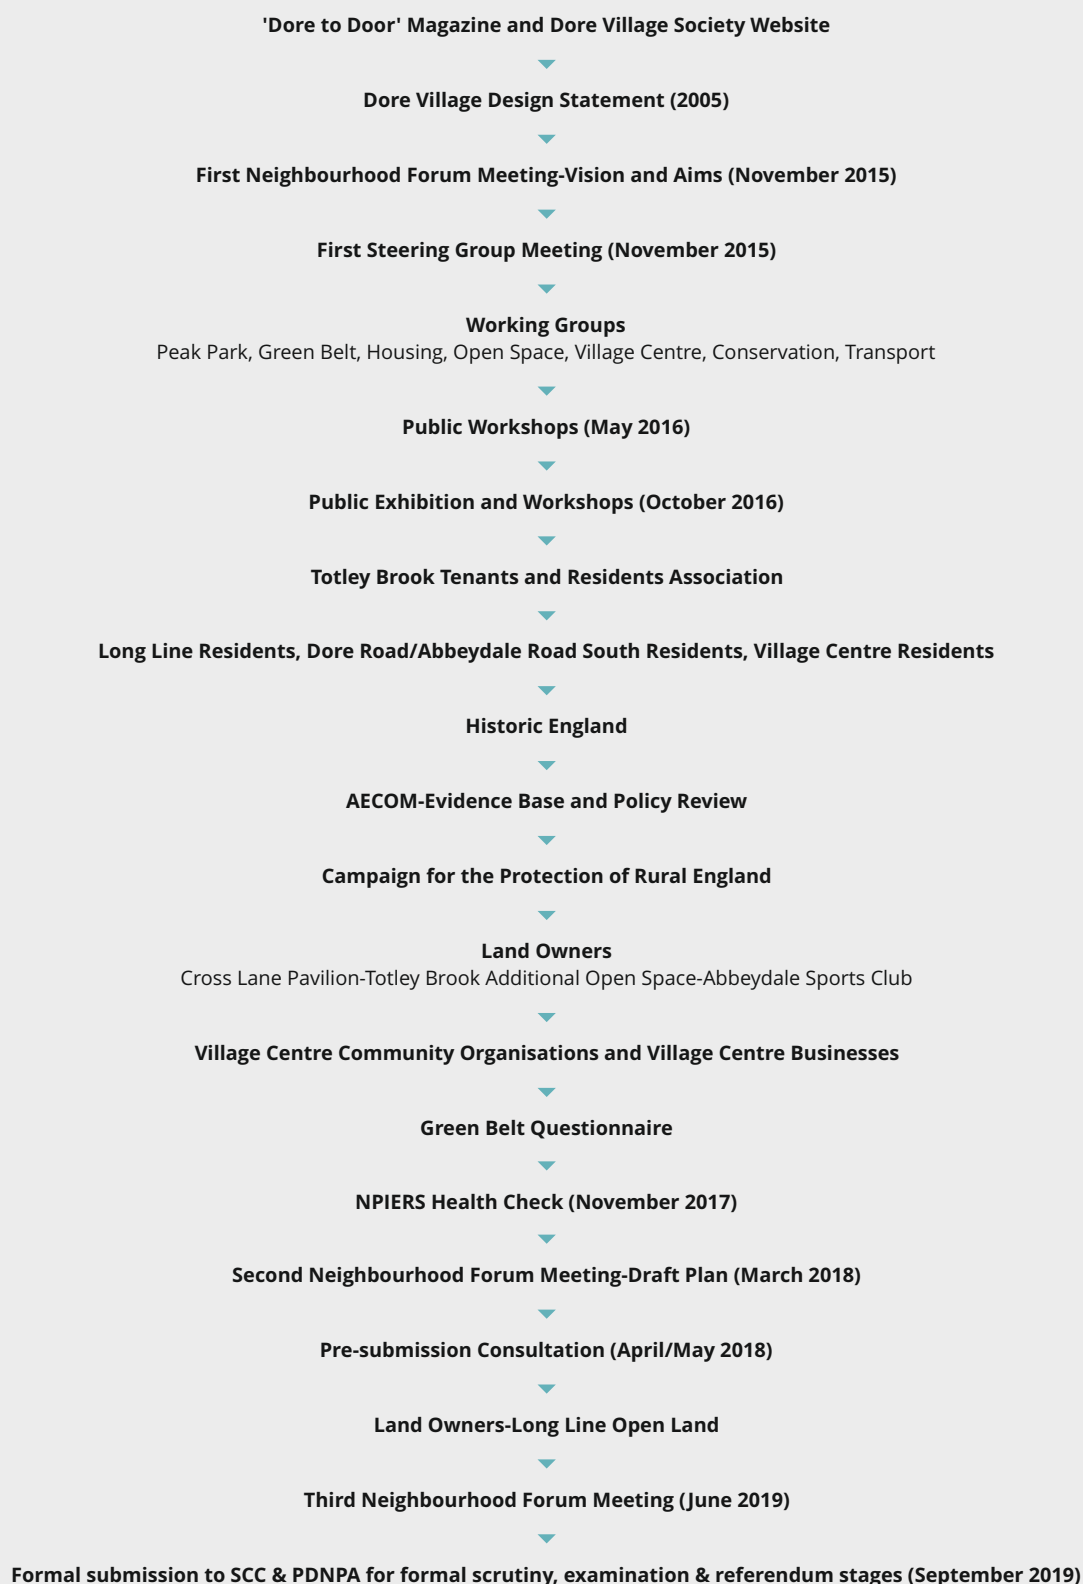 'Dore to Door' Magazine and Dore Village Society Website
Dore Village Design Statement (2005)
First Neighbourhood Forum Meeting-Vision and Aims (November 2015)
First Steering Group Meeting (November 2015)
Working Groups
Peak Park, Green Belt, Housing, Open Space, Village Centre, Conservation, Transport
Public Workshops (May 2016)
Public Exhibition and Workshops (October 2016)
Totley Brook Tenants and Residents Association
Long Line Residents, Dore Road/Abbeydale Road South Residents, Village Centre Residents
Historic England
AECOM-Evidence Base and Policy Review
Campaign for the Protection of Rural England
Land Owners
Cross Lane Pavilion-Totley Brook Additional Open Space-Abbeydale Sports Club
Village Centre Community Organisations and Village Centre Businesses
Green Belt Questionnaire
NPIERS Health Check (November 2017)
Second Neighbourhood Forum Meeting-Draft Plan (March 2018)
Pre-submission Consultation (April/May 2018)
Land Owners-Long Line Open Land
Third Neighbourhood Forum Meeting (June 2019)
Formal submission to SCC & PDNPA for formal scrutiny, examination & referendum stages (September 2019)